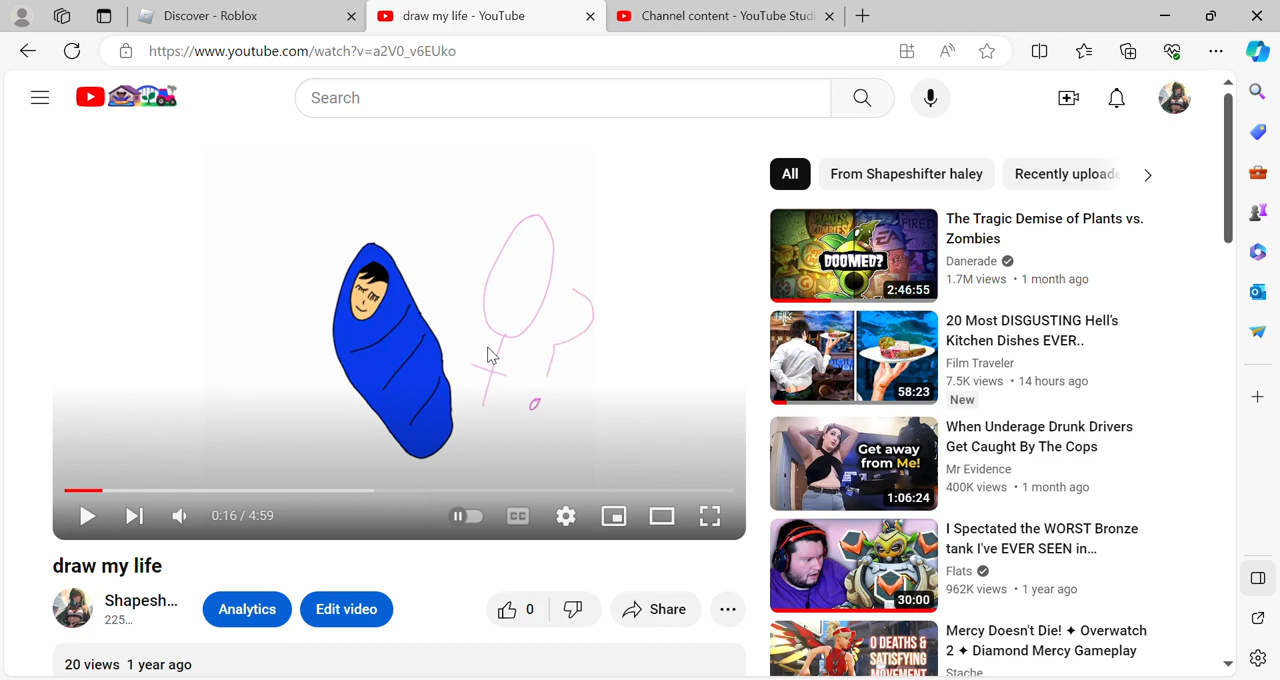 Discover - Roblox
draw my life - YouTube
Channel content - YouTube Stud
https://www.youtube.com/watch?v=a2V0_v6EUko
Search
All
From Shapeshifter haley
Recently uploade
DOOMED?
2:46:55
The Tragic Demise of Plants vs.
Zombies
Danerade
1.7M views • 1 month ago
58:23
20 Most DISGUSTING Hell's
Kitchen Dishes EVER..
Film Traveler
7.5K views • 14 hours ago
New
Get away
from Me!
1:06:24
When Underage Drunk Drivers
Get Caught By The Cops
Mr Evidence
400K views • 1 month ago
30:00
I Spectated the WORST Bronze
tank I've EVER SEEN in...
Flats
962K views • 1 year ago
0 DEATHS &
SATISFYING
MOVEMENT
Mercy Doesn't Die! ✦ Overwatch
2 ✦ Diamond Mercy Gameplay
Stache
0:16 / 4:59
CC
draw my life
Shapesh...
225...
Analytics
Edit video
0
Share
20 views 1 year ago